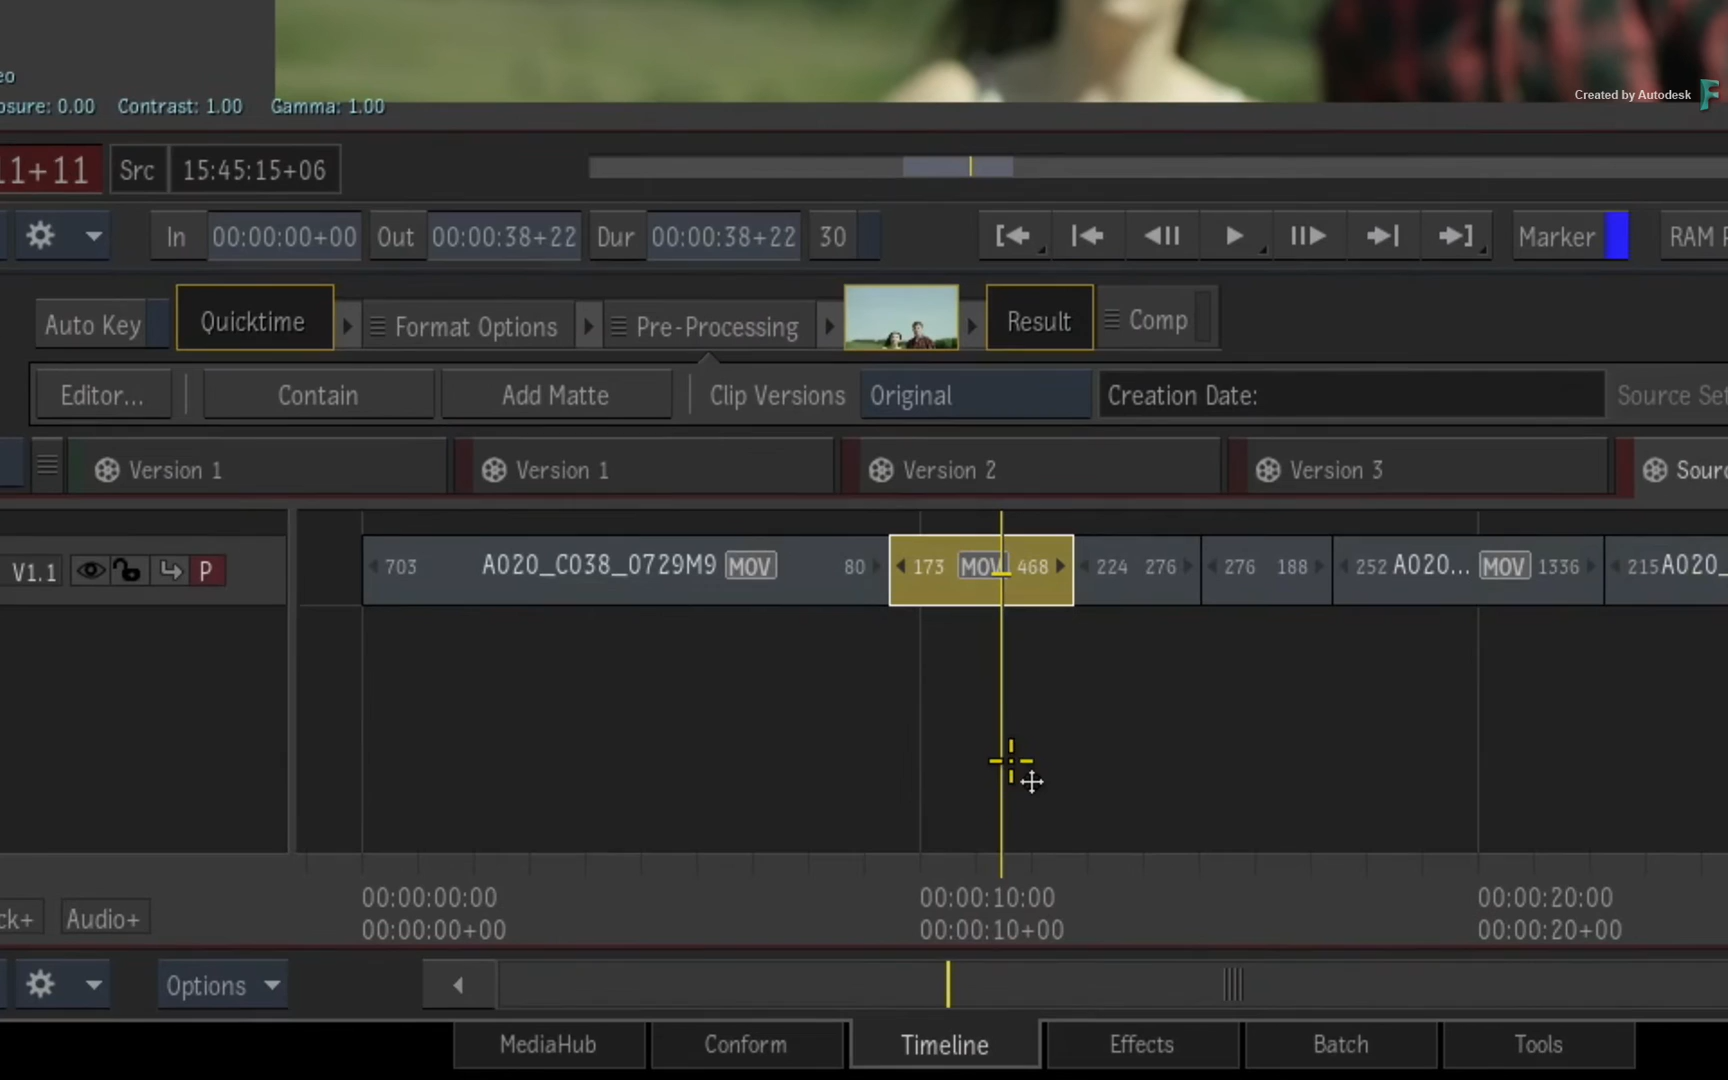 eo
osure: 0.00 Contrast: 1.00 Gamma: 1.00
Created by Autodesk
11+11 Src 15:45:15+06
In 00:00:00+00 Out 00:00:38+22 Dur 00:00:38+22 30 Marker RAM P
Auto Key Quicktime Format Options Pre-Processing Result Comp
Editor... Contain Add Matte Clip Versions Original Creation Date: Source Set
Version 1 Version 1 Version 2 Version 3 Sourc
V1.1 P 703 A020_C038_0729M9 MOV 80 173 MOV 468 224 276 276 188 252 A020... MOV 1336 215 A020_
00:00:00:00 00:00:10:00 00:00:20:00
ck+ Audio+ 00:00:00+00 00:00:10+00 00:00:20+00
Options
MediaHub Conform Timeline Effects Batch Tools